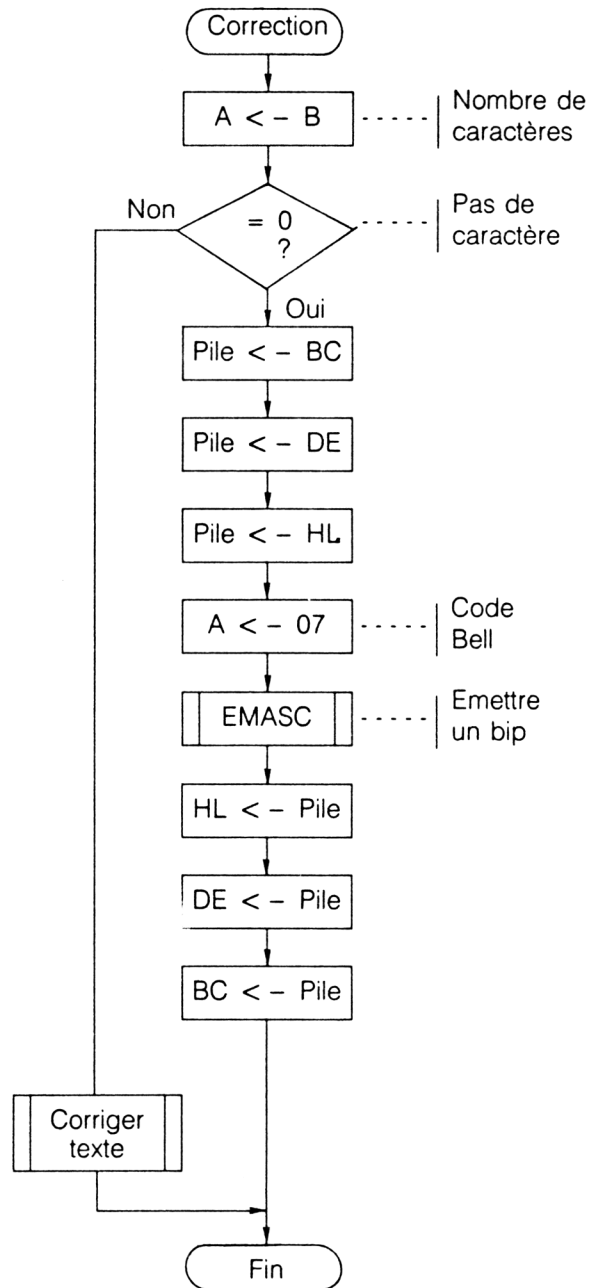 Correction
A <- B
Nombre de
caractères
Non
= 0
?
Pas de
caractère
Oui
Pile <- BC
Pile <- DE
Pile <- HL
A <- 07
Code
Bell
EMASC
Emettre
un bip
HL <- Pile
DE <- Pile
BC <- Pile
Corriger
texte
Fin